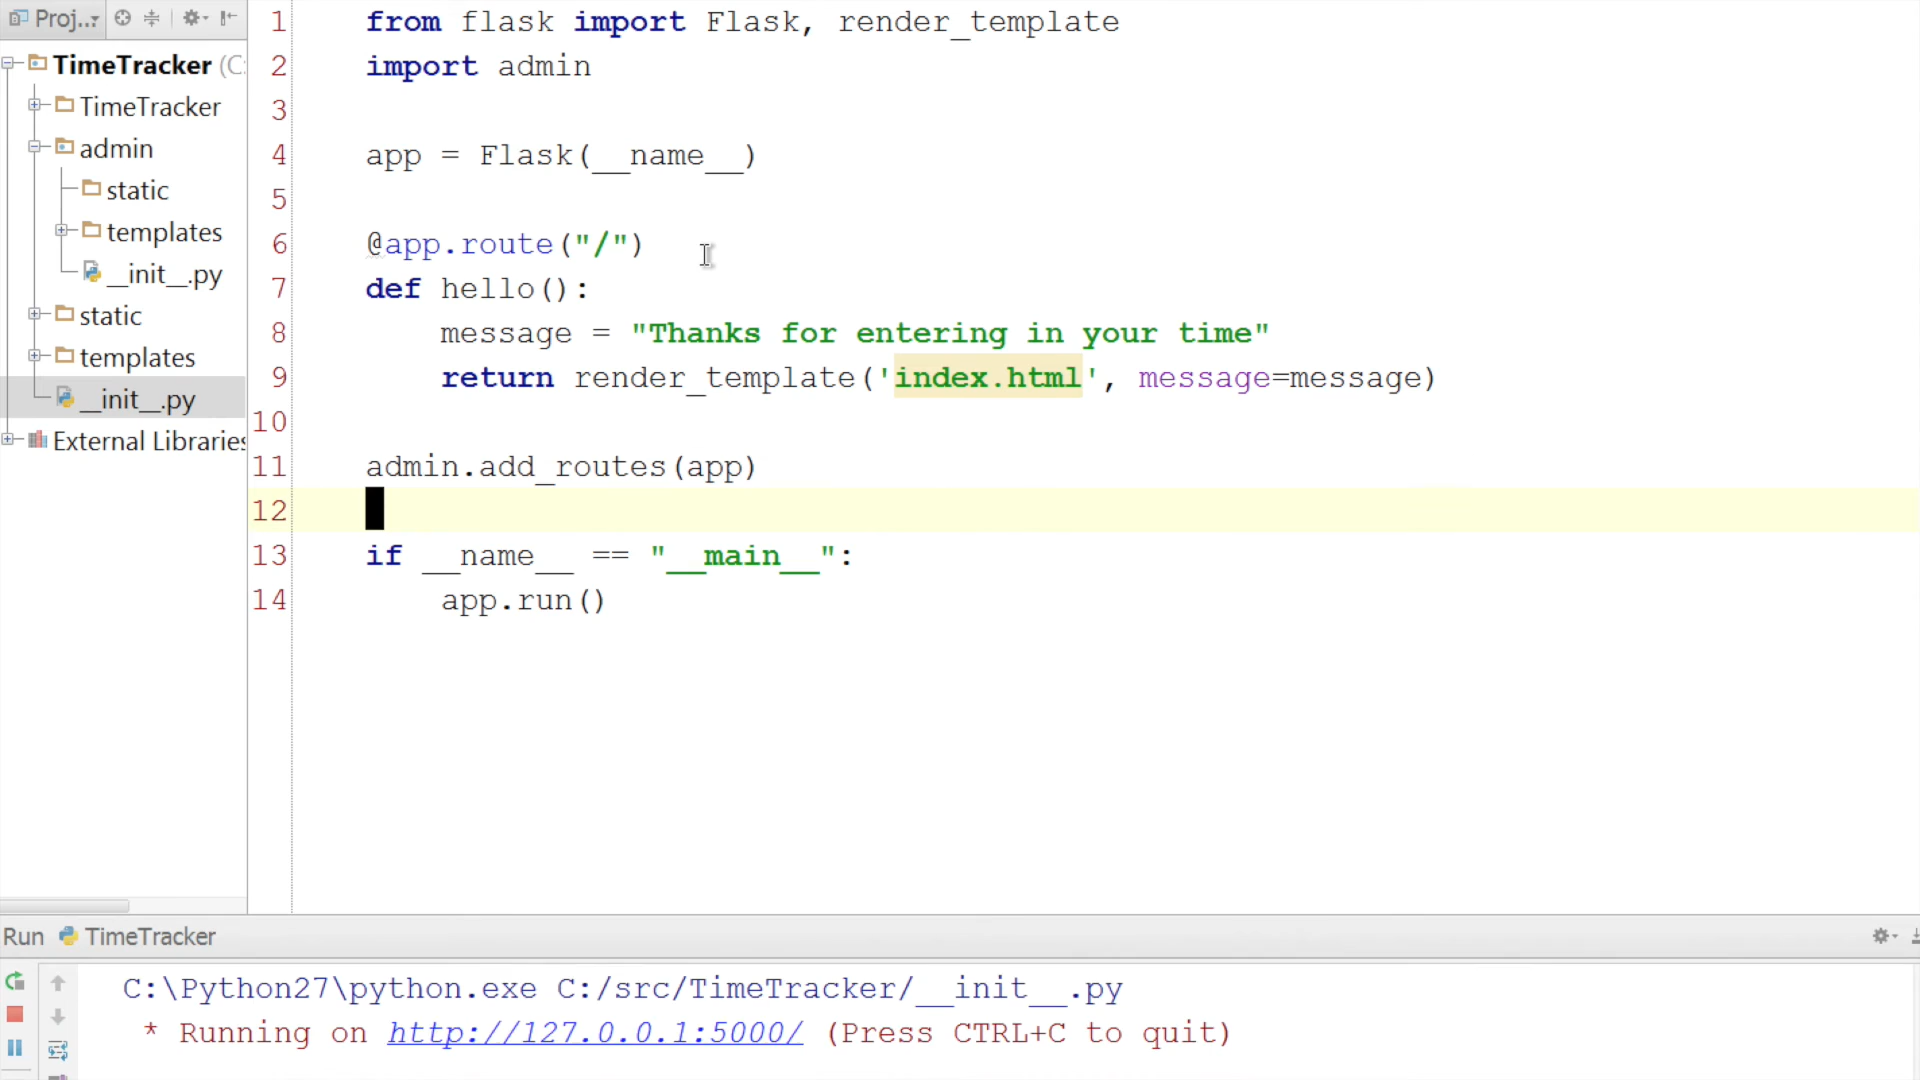 Proj...
TimeTracker (C:
TimeTracker
admin
static
templates
__init__.py
static
templates
__init__.py
External Libraries
1 from flask import Flask, render_template
2 import admin
3
4 app = Flask(__name__)
5
6 @app.route("/")
7 def hello():
8 message = "Thanks for entering in your time"
9 return render_template('index.html', message=message)
10
11 admin.add_routes(app)
12
13 if __name__ == "__main__":
14 app.run()
Run TimeTracker
C:\Python27\python.exe C:/src/TimeTracker/__init__.py
* Running on http://127.0.0.1:5000/ (Press CTRL+C to quit)